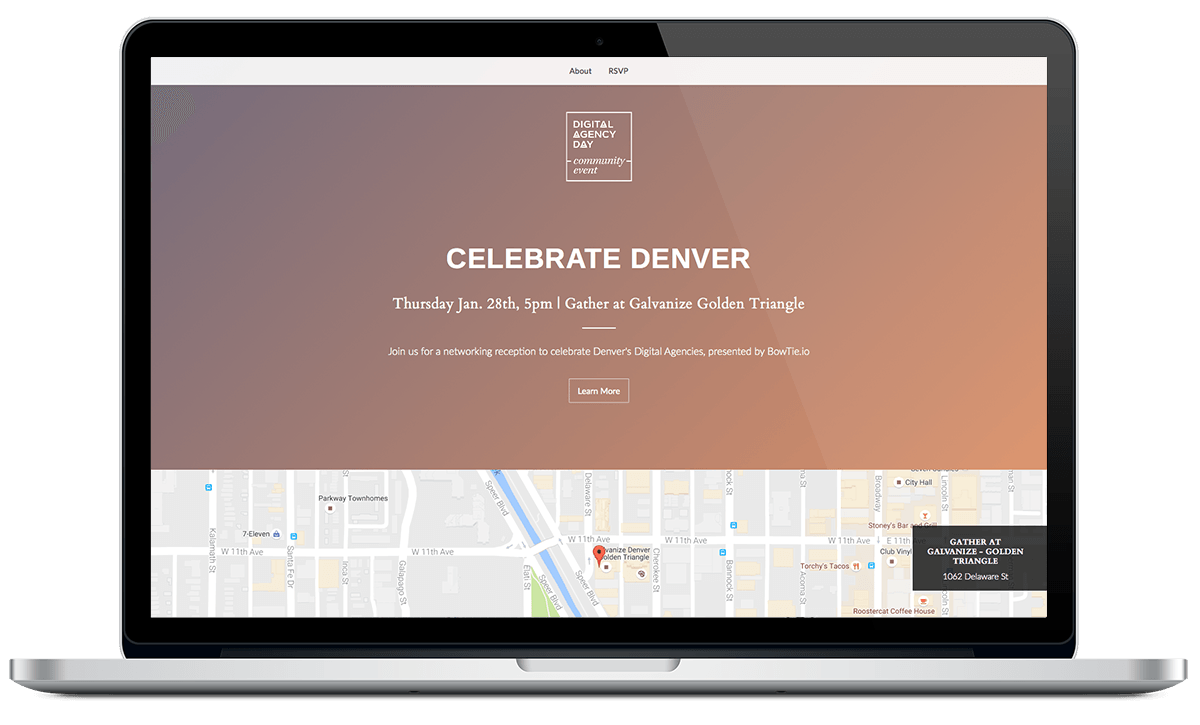 About RSVP
DIGITAL
AGENCY
DAY
community
event
CELEBRATE DENVER
Thursday Jan. 28th, 5pm | Gather at Galvanize Golden Triangle
Join us for a networking reception to celebrate Denver's Digital Agencies, presented by BowTie.io
Learn More
Parkway Townhomes
7-Eleven
W 11th Ave
W 11th Ave
W 11th Ave
W 11th Ave
W 11th Ave
E 11th Ave
Kalamath St
Santa Fe Dr
Inca St
Galapago St
Elati St
Speer Blvd
Speer Blvd
Speer Blvd
Delaware St
Cherokee St
Bannock St
Acoma St
Broadway
Lincoln St
City Hall
Stoney's Bar and Grill
Club Vinyl
Torchy's Tacos
Roostercat Coffee House
GATHER AT
GALVANIZE - GOLDEN
TRIANGLE
1062 Delaware St